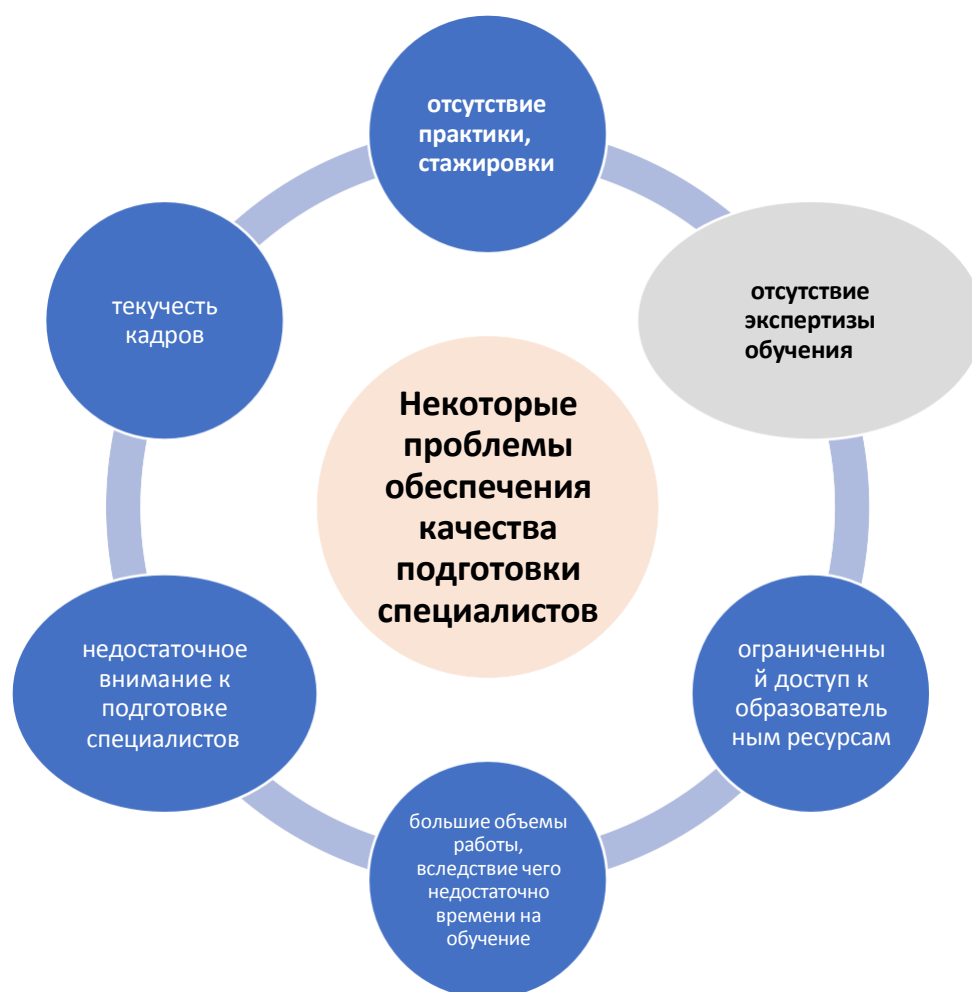 отсутствие
практики,
стажировки
отсутствие
экспертизы
обучения
текучесть
кадров
Некоторые
проблемы
обеспечения
качества
подготовки
специалистов
недостаточное
внимание к
подготовке
специалистов
ограниченны
й доступ к
образователь
ным ресурсам
большие объемы
работы,
вследствие чего
недостаточно
времени на
обучение